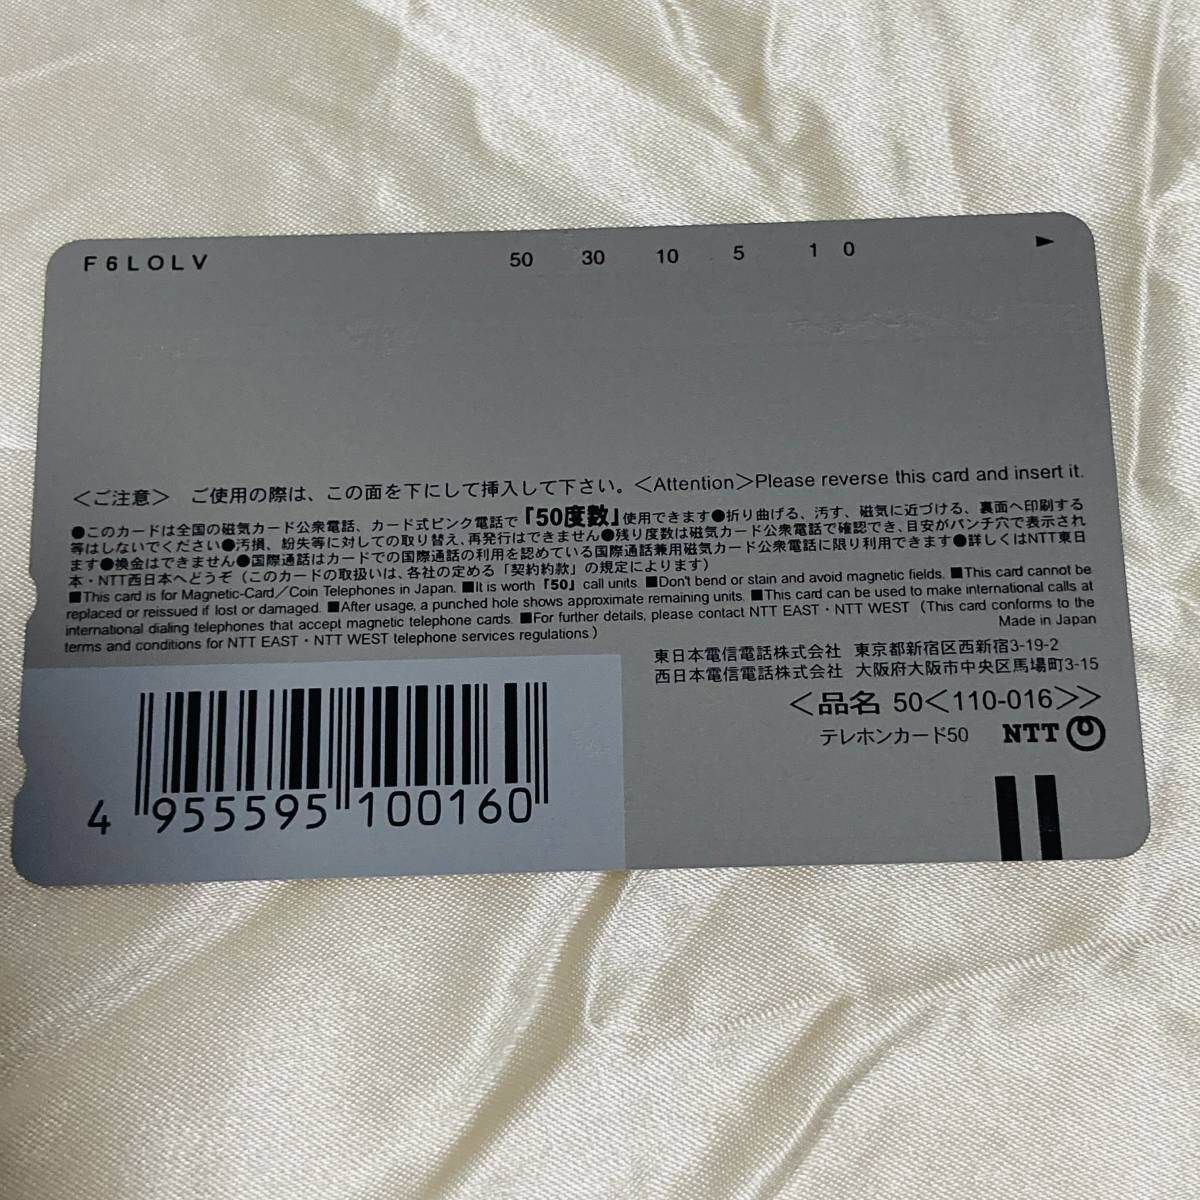 F6LOLV 50 30 10 5 1 0 ►
＜ご注意＞ ご使用の際は、この面を下にして挿入して下さい。＜Attention＞Please reverse this card and insert it.
●このカードは全国の磁気カード公衆電話、カード式ピンク電話で「50度数」使用できます●折り曲げる、汚す、磁気に近づける、裏面へ印刷する
等はしないでください●汚損、紛失等に対しての取り替え、再発行はできません●残り度数は磁気カード公衆電話で確認でき、目安がパンチ穴で表示され
ます●換金はできません●国際通話はカードでの国際通話の利用を認めている国際通話兼用磁気カード公衆電話に限り利用できます●詳しくはNTT東日
本・NTT西日本へどうぞ（このカードの取扱いは、各社の定める「契約約款」の規定によります）
■This card is for Magnetic-Card／Coin Telephones in Japan. ■It is worth「50」call units. ■Don't bend or stain and avoid magnetic fields. ■This card cannot be
replaced or reissued if lost or damaged. ■After usage, a punched hole shows approximate remaining units. ■This card can be used to make international calls at
international dialing telephones that accept magnetic telephone cards. ■For further details, please contact NTT EAST・NTT WEST（This card conforms to the
terms and conditions for NTT EAST・NTT WEST telephone services regulations.）
Made in Japan
東日本電信電話株式会社 東京都新宿区西新宿3-19-2
西日本電信電話株式会社 大阪府大阪市中央区馬場町3-15
＜品名 50＜110-016＞＞
テレホンカード50 NTT
4 955595 100160